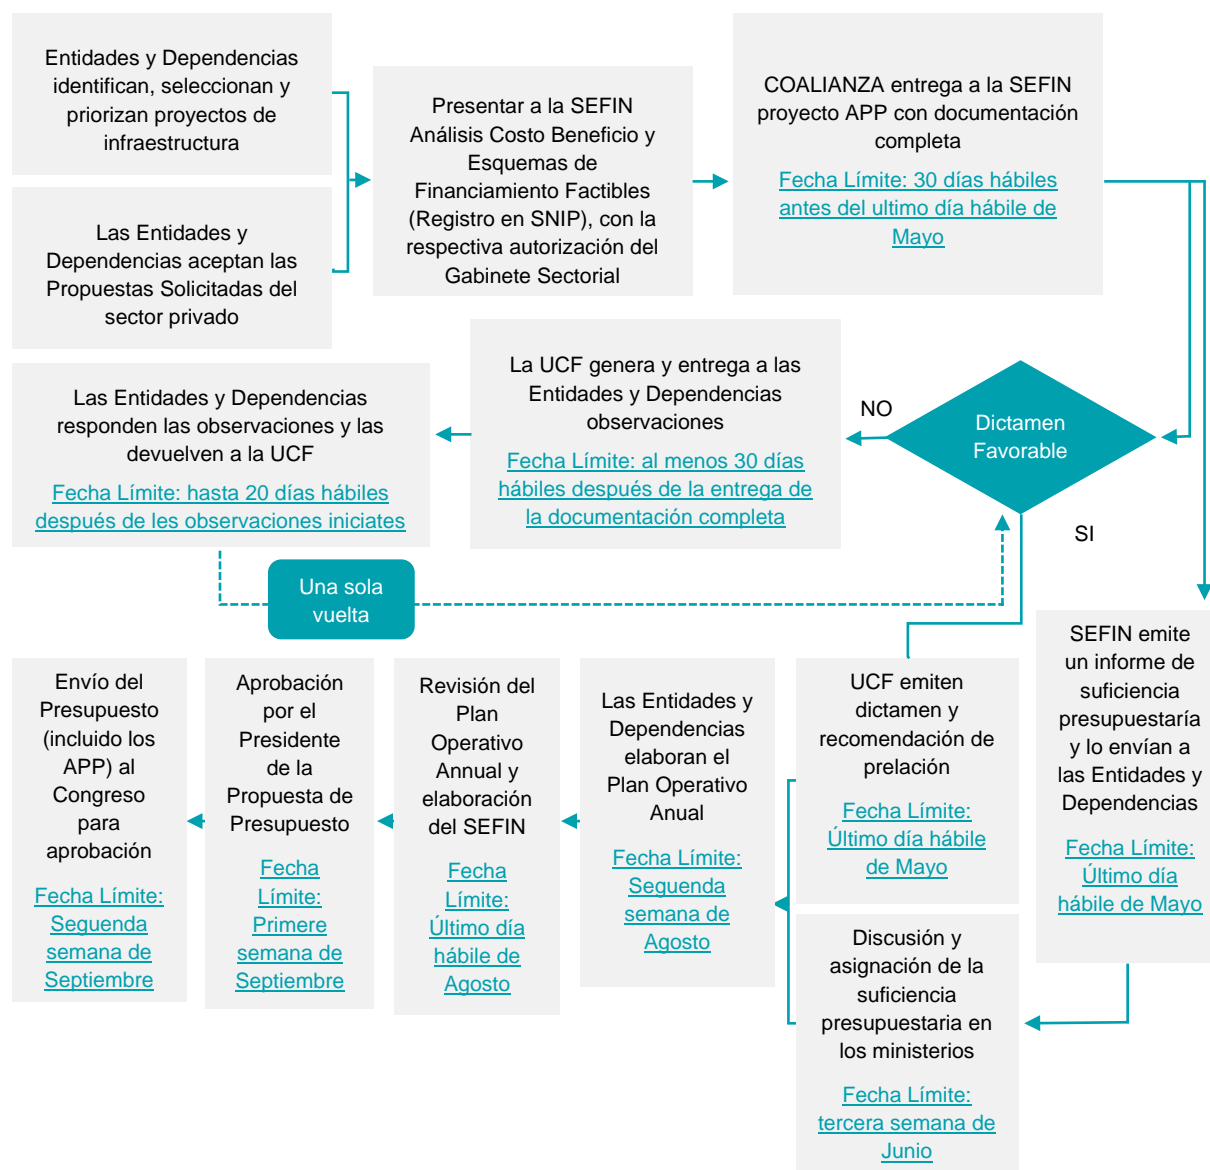 Entidades y Dependencias
identifican, seleccionan y
priorizan proyectos de
infraestructura
Las Entidades y
Dependencias aceptan las
Propuestas Solicitadas del
sector privado
Presentar a la SEFIN
Análisis Costo Beneficio y
Esquemas de
Financiamiento Factibles
(Registro en SNIP), con la
respectiva autorización del
Gabinete Sectorial
COALIANZA entrega a la SEFIN
proyecto APP con documentación
completa
Fecha Límite: 30 días hábiles
antes del ultimo día hábile de
Mayo
Dictamen
Favorable
NO
SI
La UCF genera y entrega a las
Entidades y Dependencias
observaciones
Fecha Límite: al menos 30 días
hábiles después de la entrega de
la documentación completa
Las Entidades y Dependencias
responden las observaciones y las
devuelven a la UCF
Fecha Límite: hasta 20 días hábiles
después de les observaciones iniciates
Una sola
vuelta
SEFIN emite
un informe de
suficiencia
presupuestaría
y lo envían a
las Entidades y
Dependencias
Fecha Límite:
Último día
hábile de Mayo
UCF emiten
dictamen y
recomendación de
prelación
Fecha Límite:
Último día hábile
de Mayo
Discusión y
asignación de la
suficiencia
presupuestaria en
los ministerios
Fecha Límite:
tercera semana de
Junio
Las Entidades y
Dependencias
elaboran el
Plan Operativo
Anual
Fecha Límite:
Seguenda
semana de
Agosto
Revisión del
Plan
Operativo
Annual y
elaboración
del SEFIN
Fecha
Límite:
Último día
hábile de
Agosto
Aprobación
por el
Presidente
de la
Propuesta de
Presupuesto
Fecha
Límite:
Primere
semana de
Septiembre
Envío del
Presupuesto
(incluido los
APP) al
Congreso
para
aprobación
Fecha Límite:
Seguenda
semana de
Septiembre